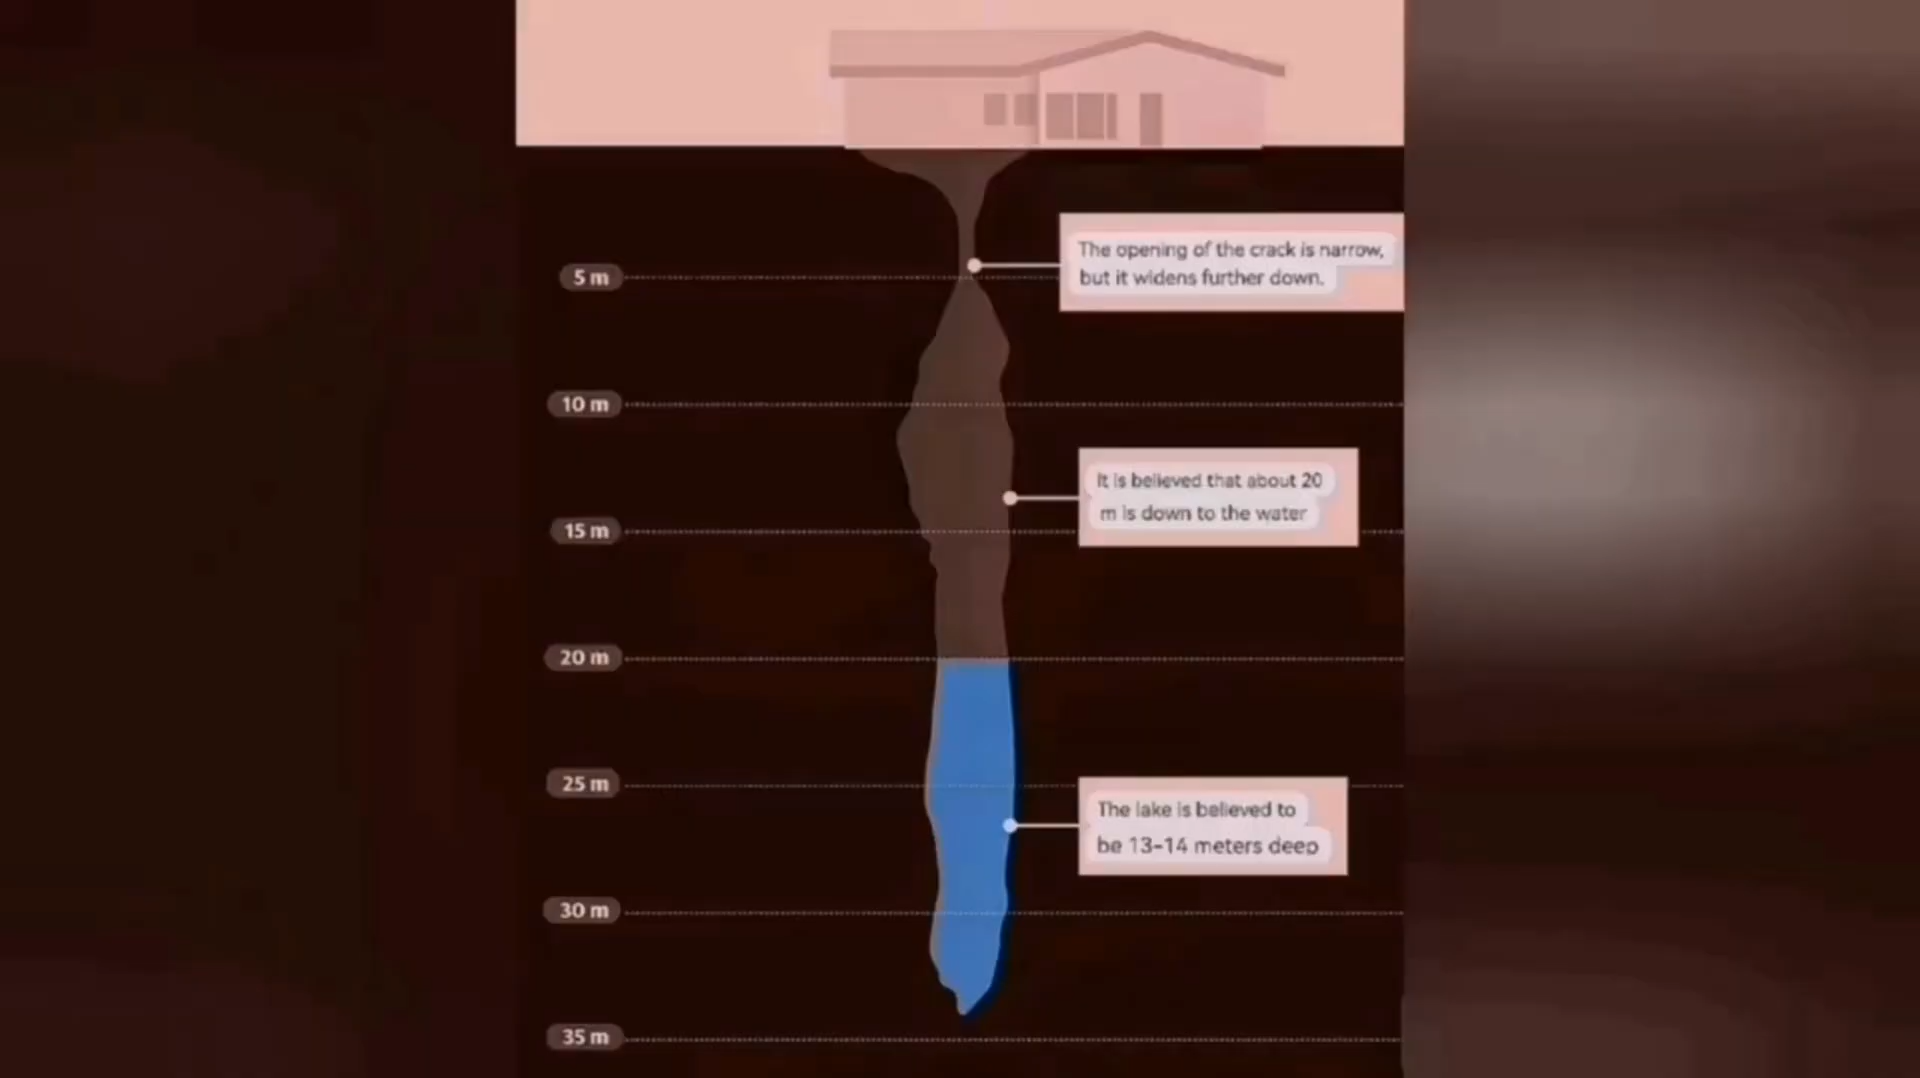 The opening of the crack is narrow,
but it widens further down.
5 m
10 m
It is believed that about 20
m is down to the water
15 m
20 m
25 m
The lake is believed to
be 13-14 meters deep
30 m
35 m